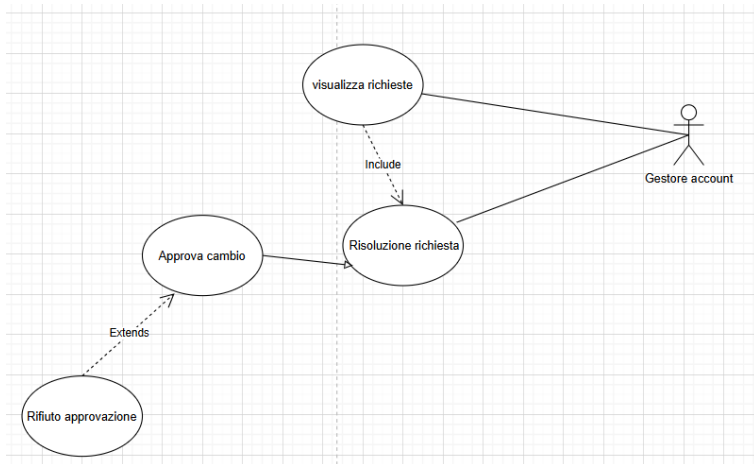 visualizza richieste
Include
Gestore account
Risoluzione richiesta
Approva cambio
Extends
Rifiuto approvazione